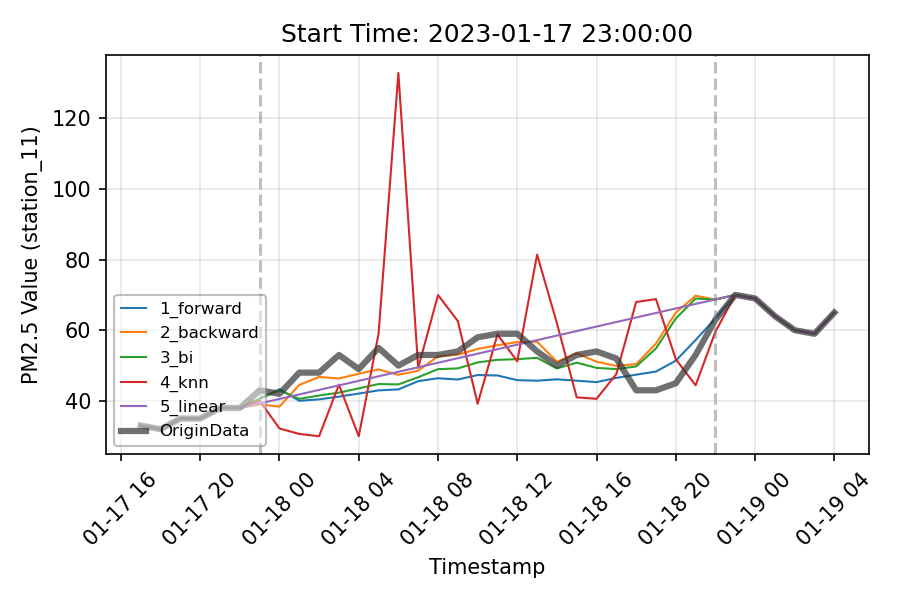 Start Time: 2023-01-17 23:00:00
PM2.5 Value (station_11)
120
100
80
60
40
1_forward
2_backward
3_bi
4_knn
5_linear
OriginData
01-17 16
01-17 20
01-18 00
01-18 04
01-18 08
01-18 12
01-18 16
01-18 20
01-19 00
01-19 04
Timestamp